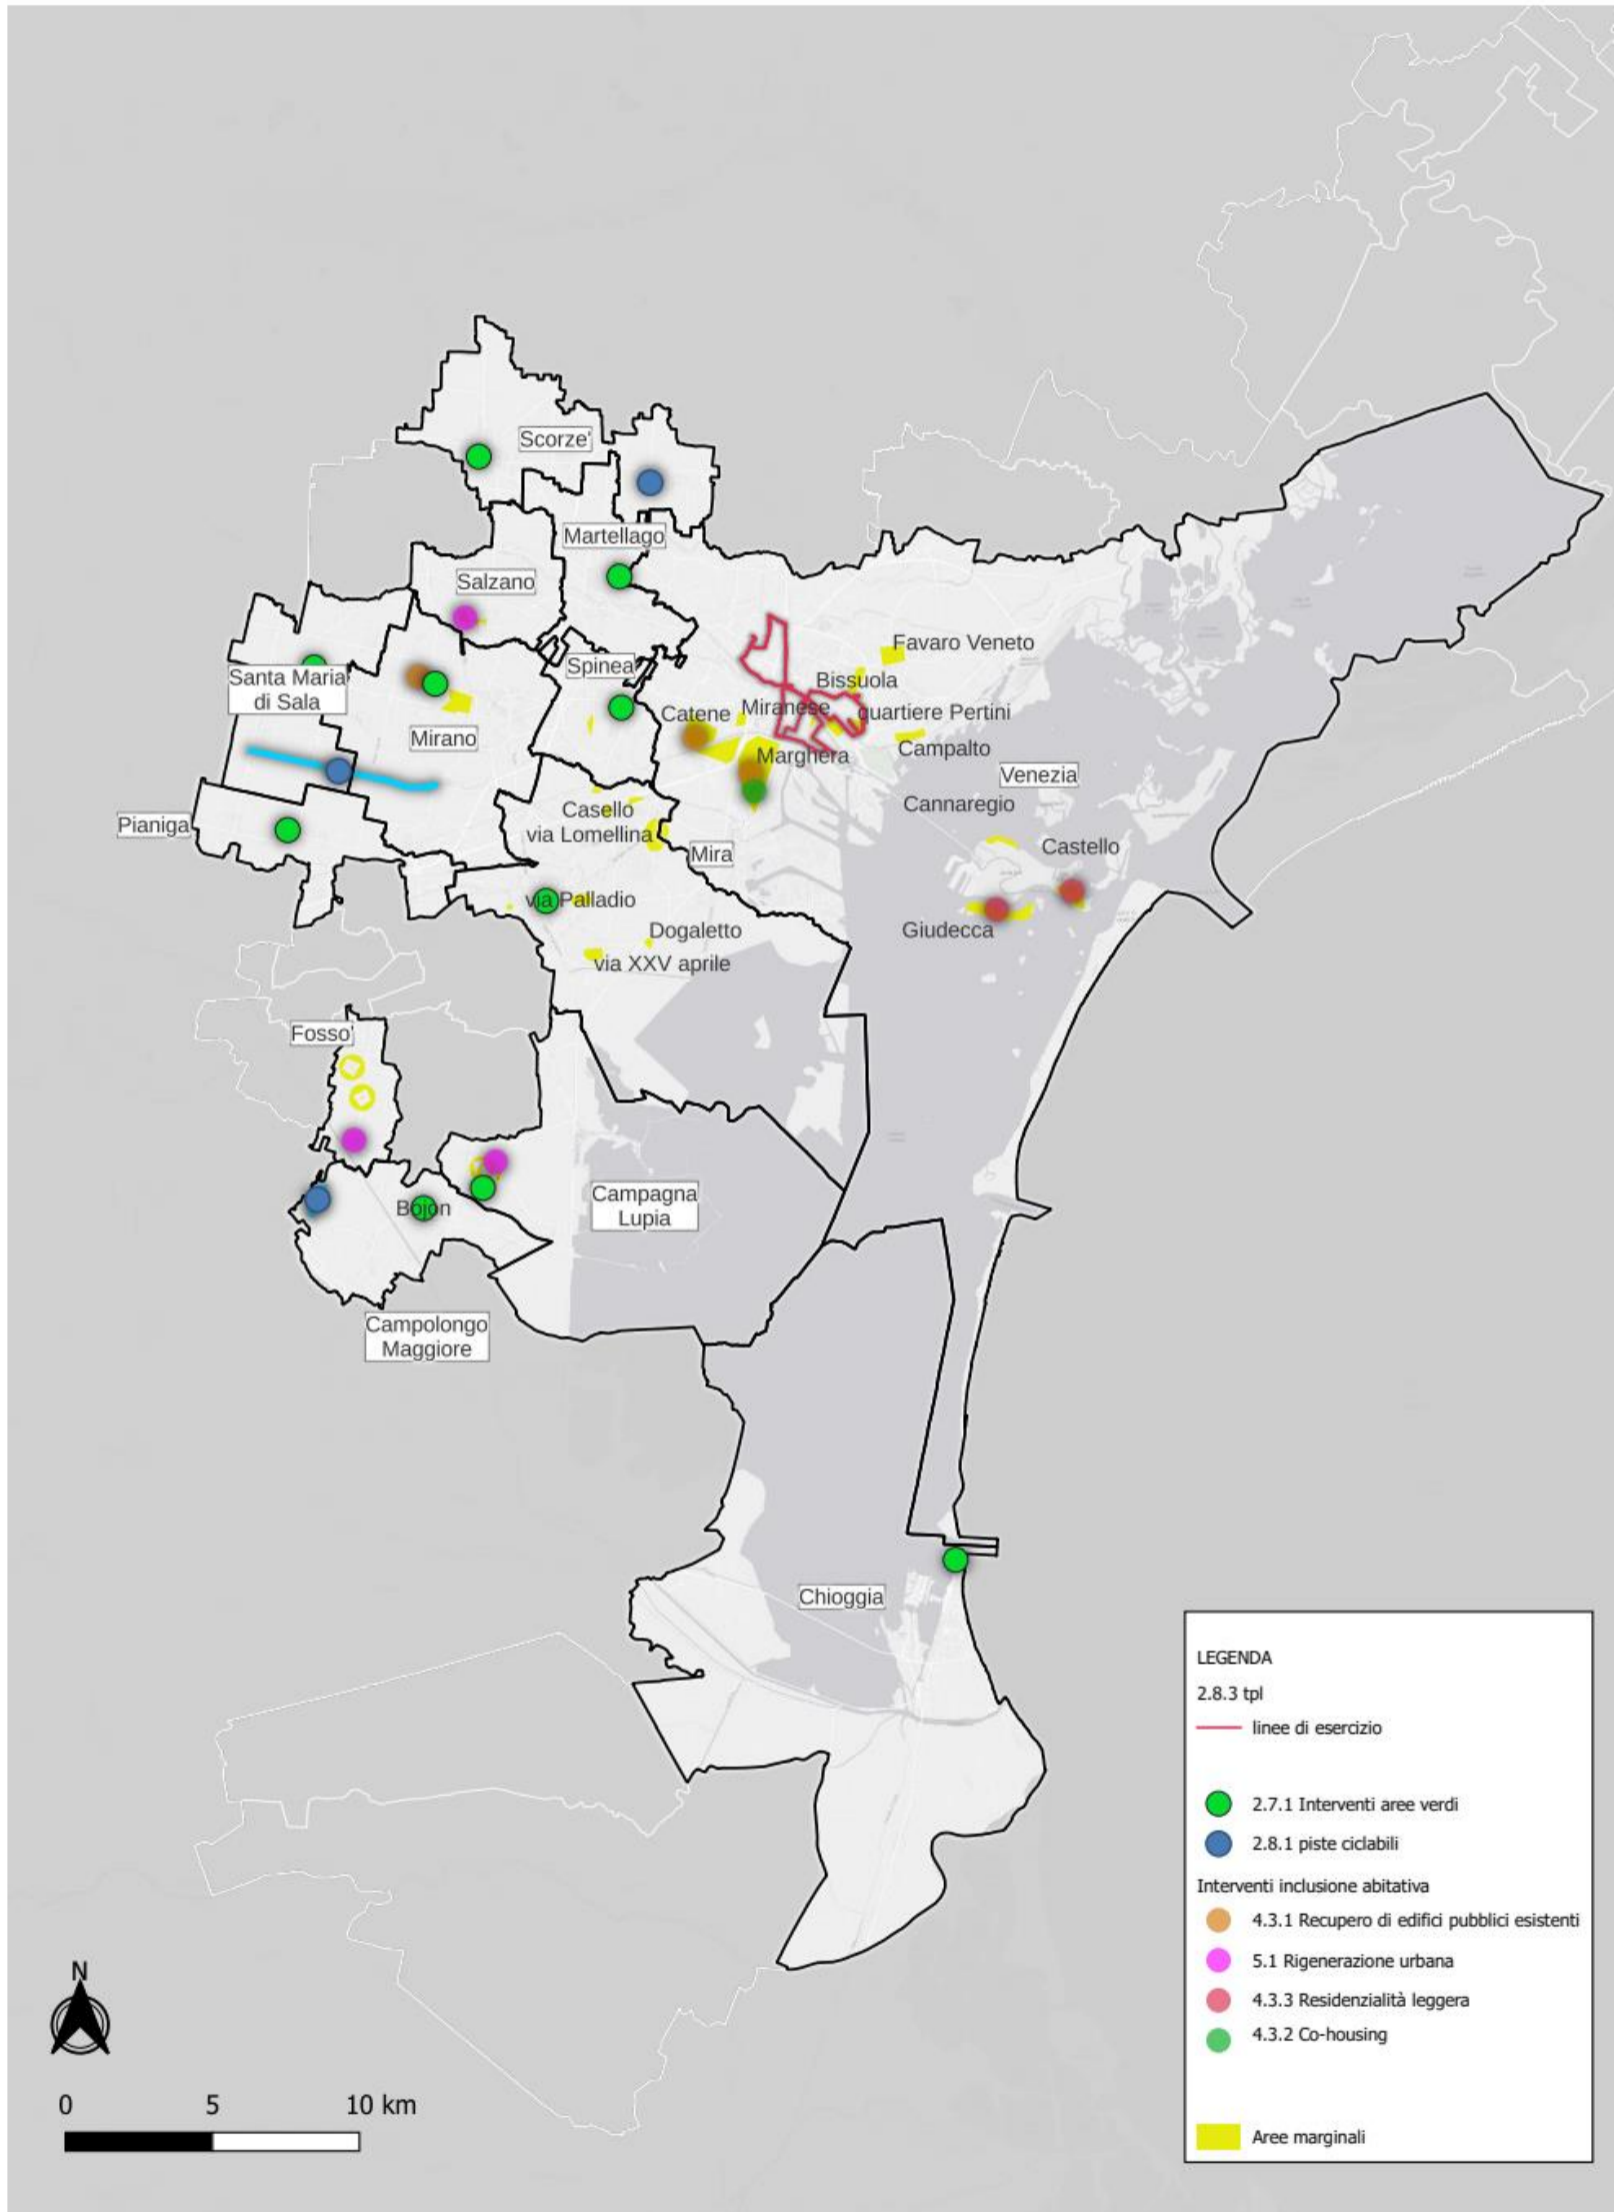 Scorze'
Martellago
Salzano
Favaro Veneto
Spinea
Santa Maria
di Sala
Bissuola
Catene
Miranese
quartiere Pertini
Mirano
Marghera
Campalto
Venezia
Casello
Cannaregio
Pianiga
via Lomellina
Mira
Castello
via Palladio
Dogaletto
Giudecca
via XXV aprile
Fosso'
Campagna
Lupia
Bojon
Campolongo
Maggiore
Chioggia
LEGENDA
2.8.3 tpl
linee di esercizio
2.7.1 Interventi aree verdi
2.8.1 piste ciclabili
Interventi inclusione abitativa
4.3.1 Recupero di edifici pubblici esistenti
5.1 Rigenerazione urbana
4.3.3 Residenzialità leggera
4.3.2 Co-housing
Aree marginali
N
0 5 10 km